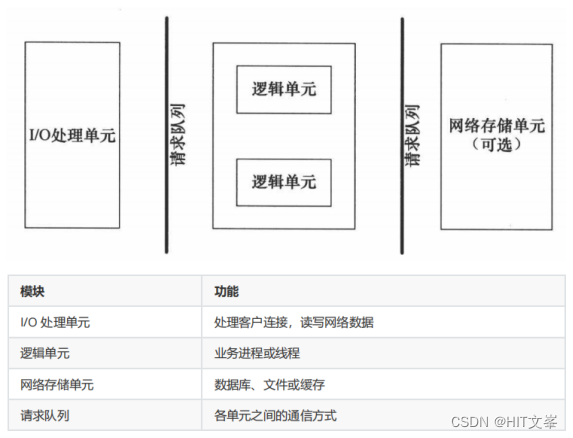 I/O处理单元
请求队列
逻辑单元
逻辑单元
请求队列
网络存储单元
（可选）
模块 功能
I/O 处理单元 处理客户连接，读写网络数据
逻辑单元 业务进程或线程
网络存储单元 数据库、文件或缓存
请求队列 各单元之间的通信方式
CSDN @HIT文峯